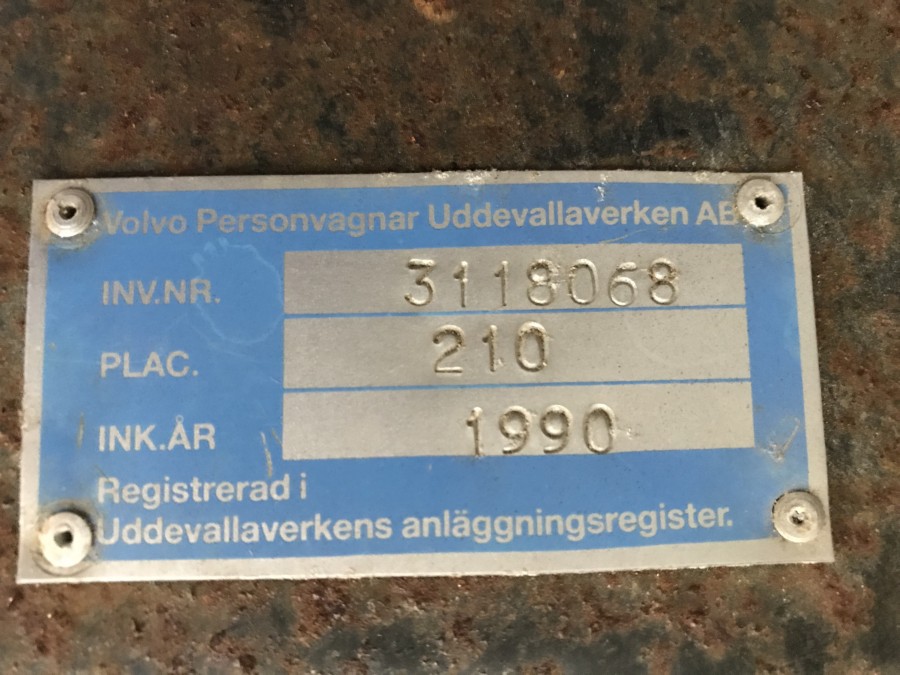 Volvo Personvagnar Uddevallaverken AB
INV.NR. 3118068
PLAC. 210
INK.ÅR 1990
Registrerad i
Uddevallaverkens anläggningsregister.